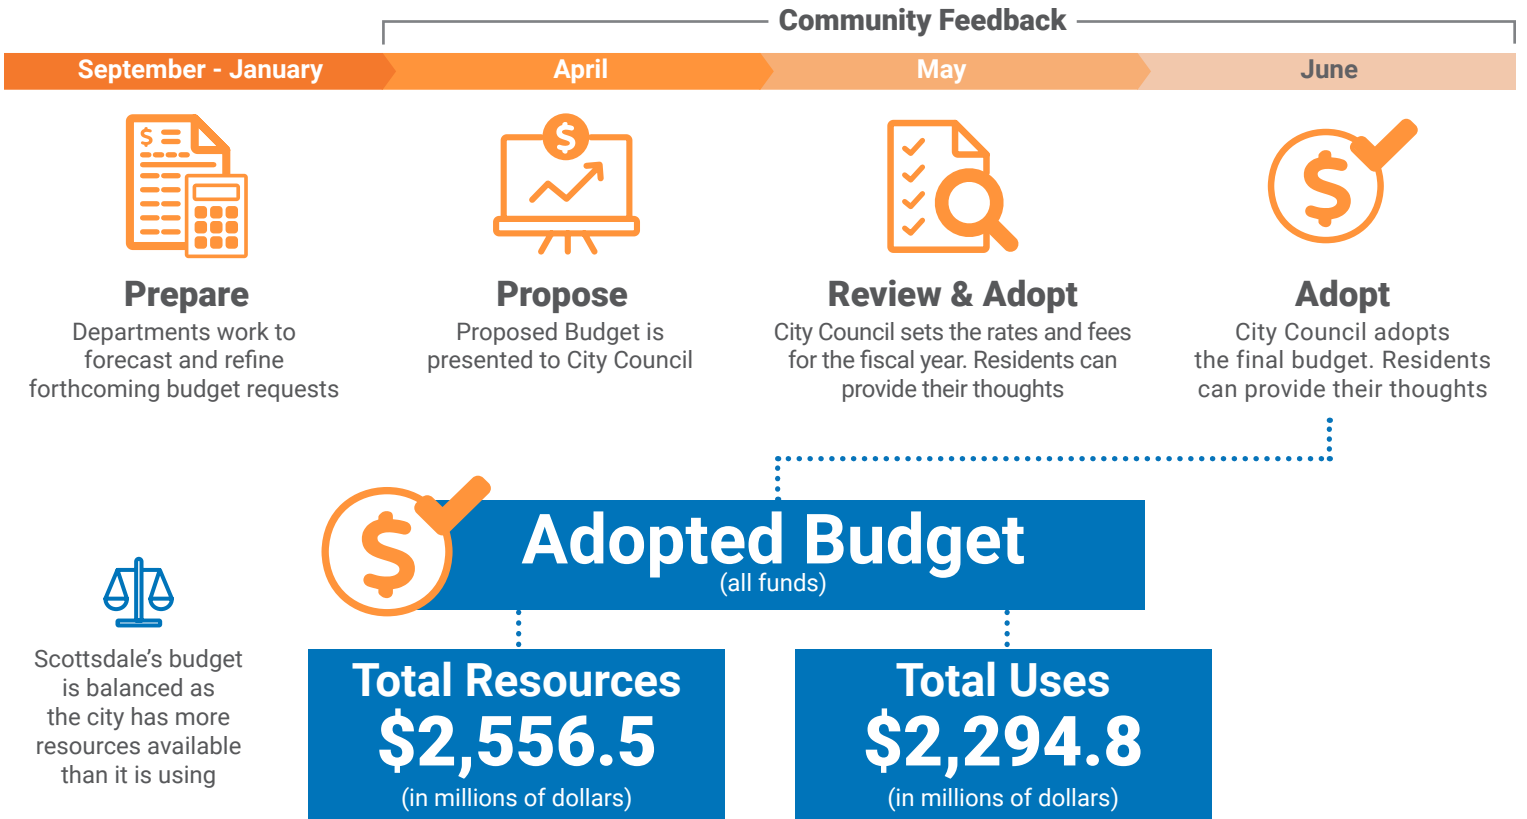 Community Feedback
September - January
April
May
June
$
$
$
Prepare
Departments work to
forecast and refine
forthcoming budget requests
Propose
Proposed Budget is
presented to City Council
Review & Adopt
City Council sets the rates and fees
for the fiscal year. Residents can
provide their thoughts
Adopt
City Council adopts
the final budget. Residents
can provide their thoughts
$
Adopted Budget
(all funds)
Scottsdale's budget
is balanced as
the city has more
resources available
than it is using
Total Resources
$2,556.5
(in millions of dollars)
Total Uses
$2,294.8
(in millions of dollars)